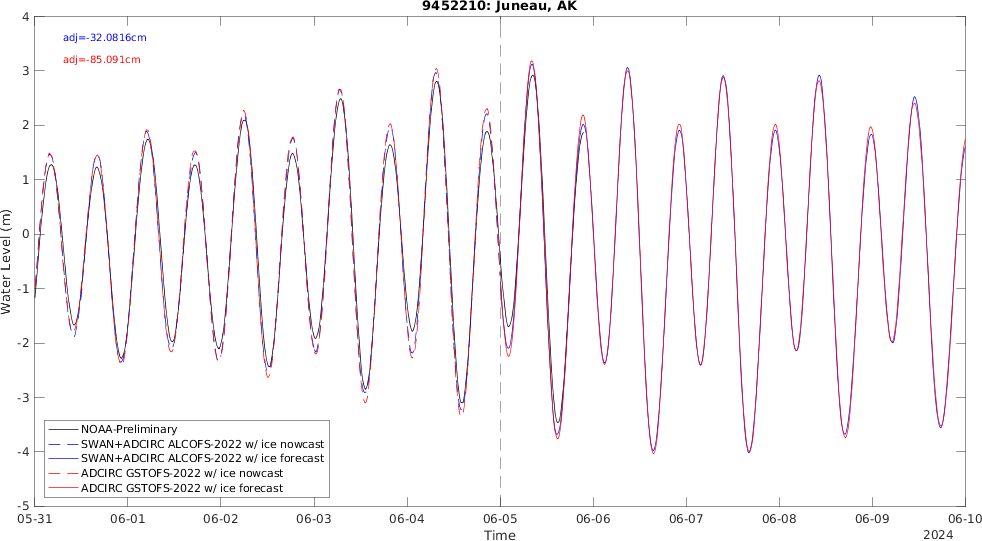 9452210: Juneau, AK
adj=-32.0816cm
adj=-85.091cm
4
3
2
1
0
-1
-2
-3
-4
-5
Water Level (m)
NOAA-Preliminary
SWAN+ADCIRC ALCOFS-2022 w/ ice nowcast
SWAN+ADCIRC ALCOFS-2022 w/ ice forecast
ADCIRC GSTOFS-2022 w/ ice nowcast
ADCIRC GSTOFS-2022 w/ ice forecast
05-31 06-01 06-02 06-03 06-04 06-05 06-06 06-07 06-08 06-09 06-10
Time
2024